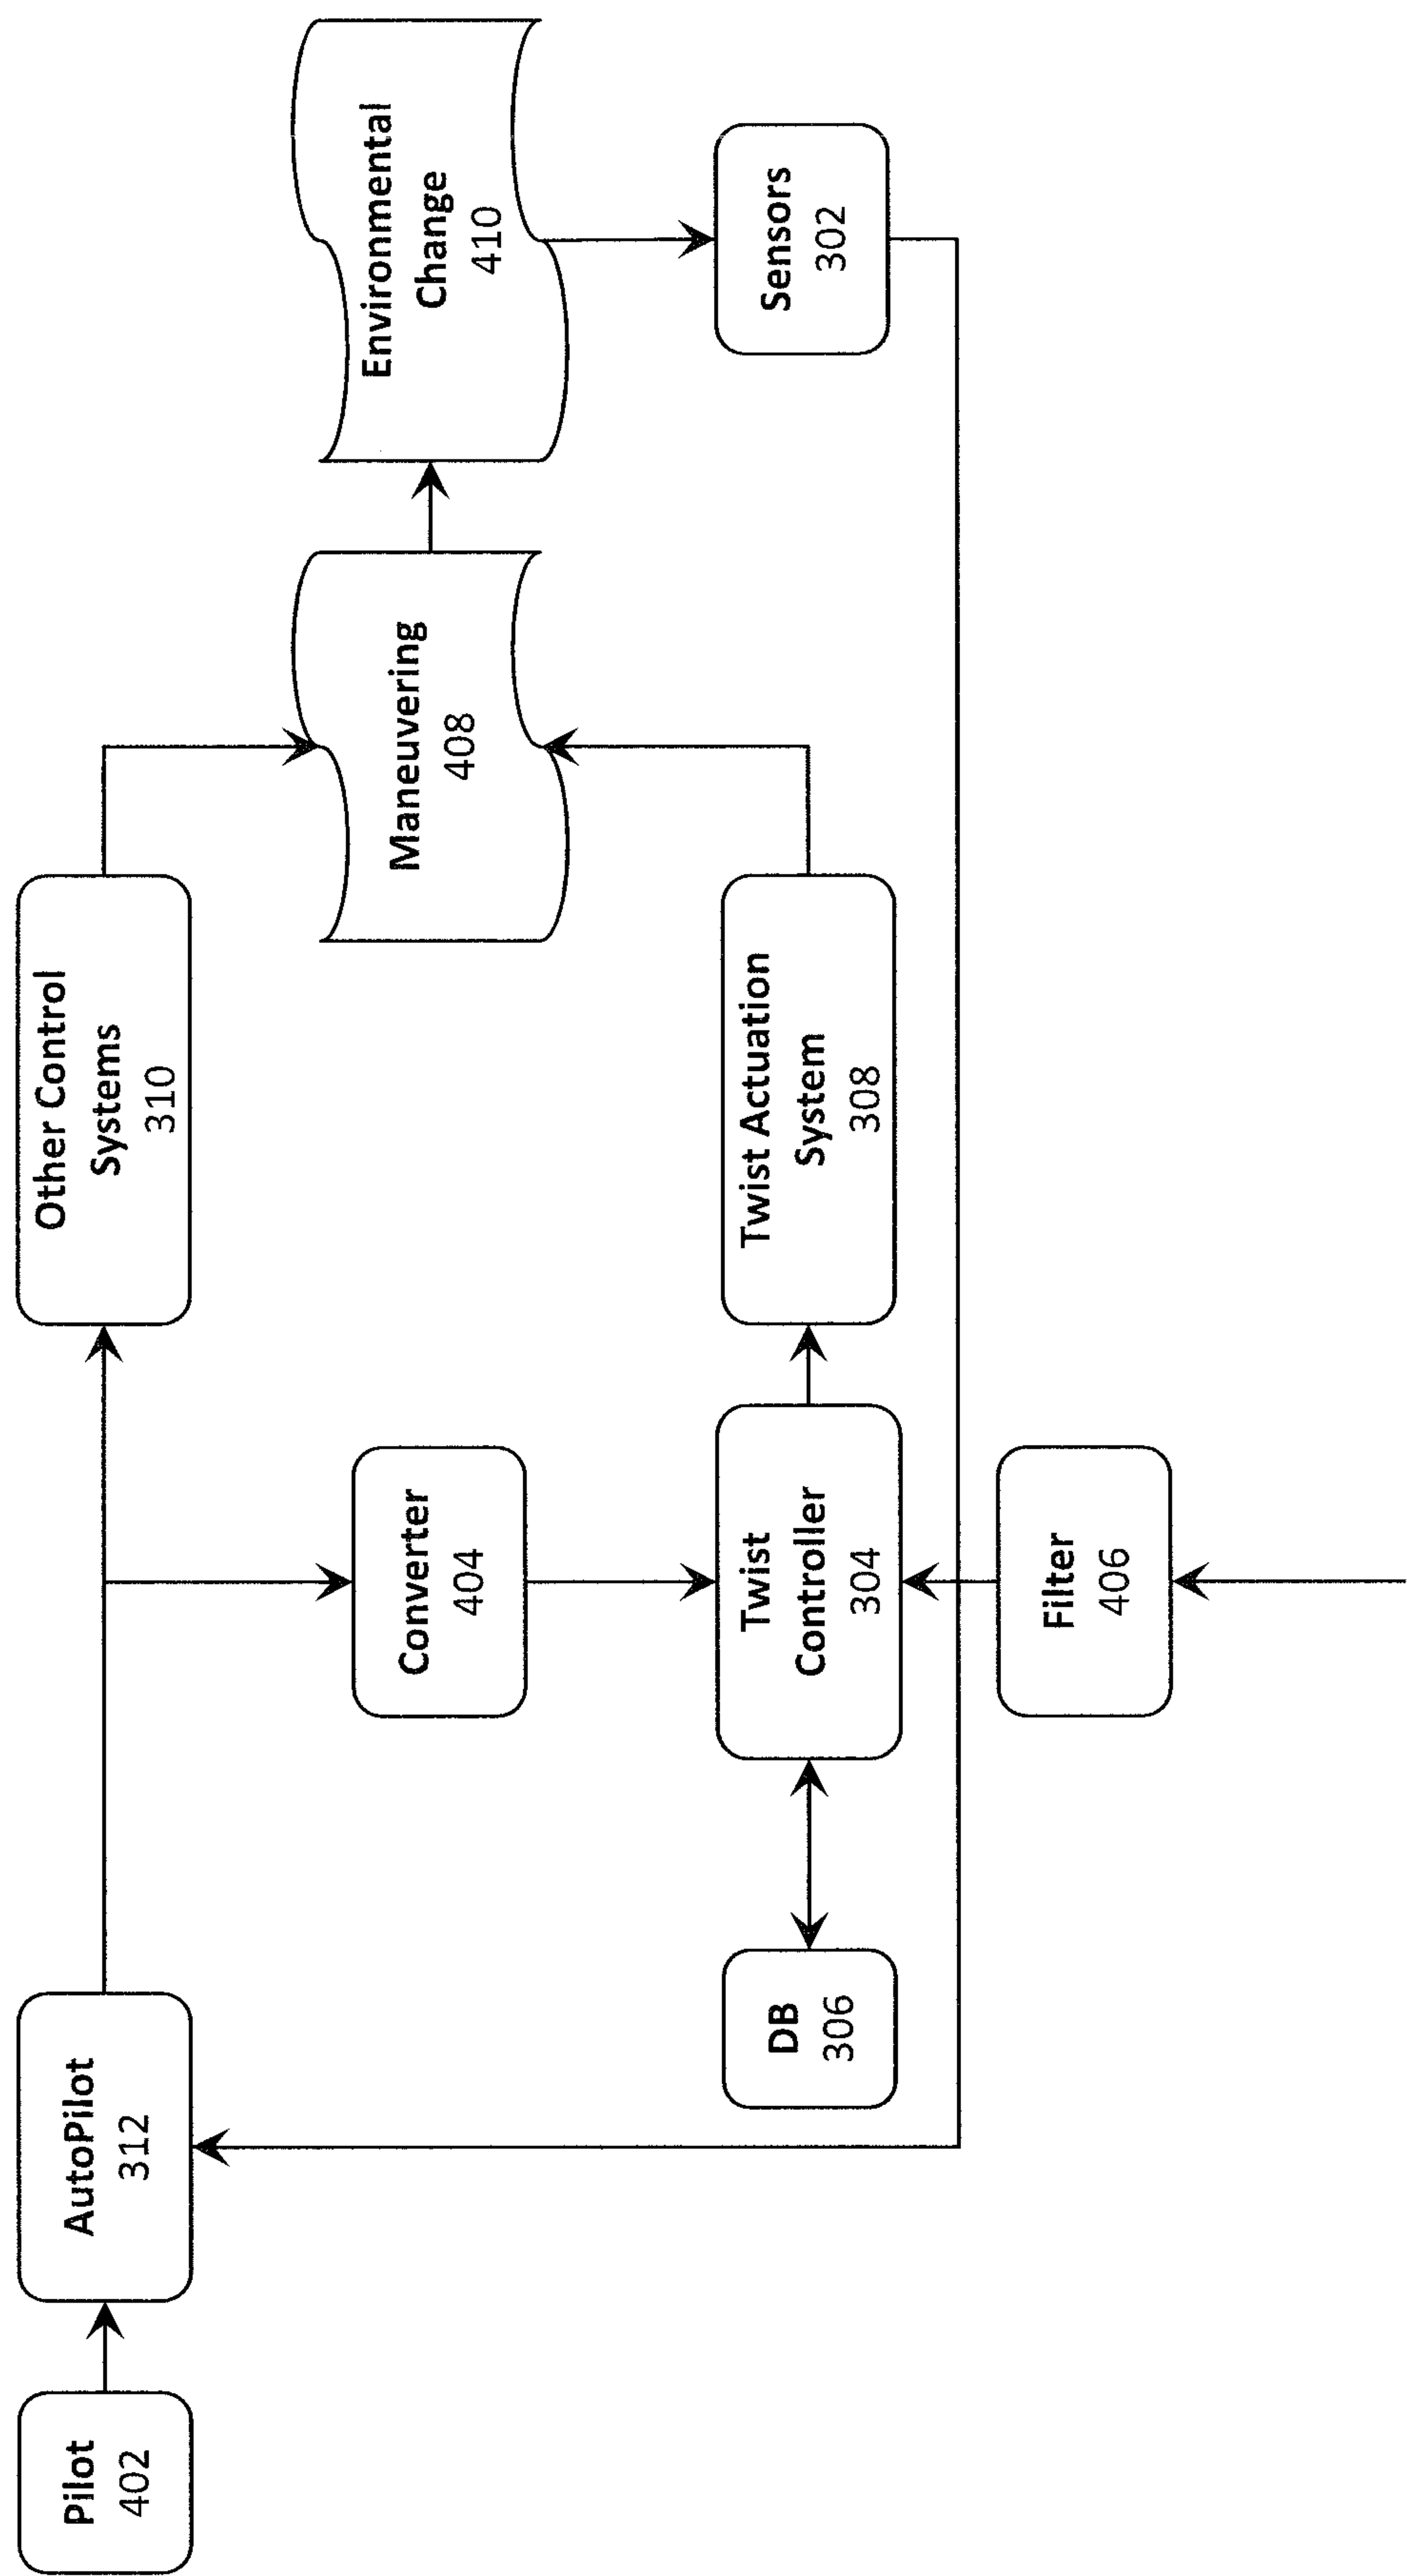 Pilot
402
AutoPilot
312
Other Control
Systems
310
Converter
404
Maneuvering
408
Environmental
Change
410
DB
306
Twist
Controller
304
Twist Actuation
System
308
Sensors
302
Filter
406